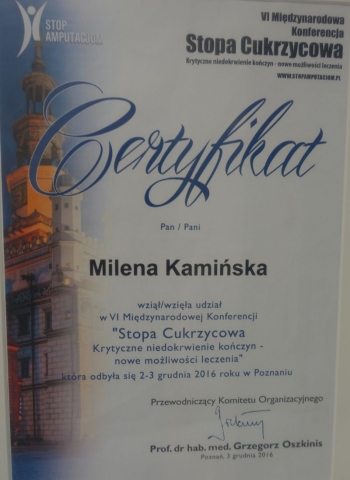 STOP
AMPUTACJOM
VI Międzynarodowa
Konferencja
Stopa Cukrzycowa
Krytyczne niedokrwienie kończyn - nowe możliwości leczenia
WWW.STOPAMPUTACJOM.PL
Certyfikat
Pan / Pani
Milena Kamińska
wziął/wzięła udział
w VI Międzynarodowej Konferencji
"Stopa Cukrzycowa
Krytyczne niedokrwienie kończyn -
nowe możliwości leczenia"
która odbyła się 2-3 grudnia 2016 roku w Poznaniu
Przewodniczący Komitetu Organizacyjnego
Prof. dr hab. med. Grzegorz Oszkinis
Poznań, 3 grudnia 2016